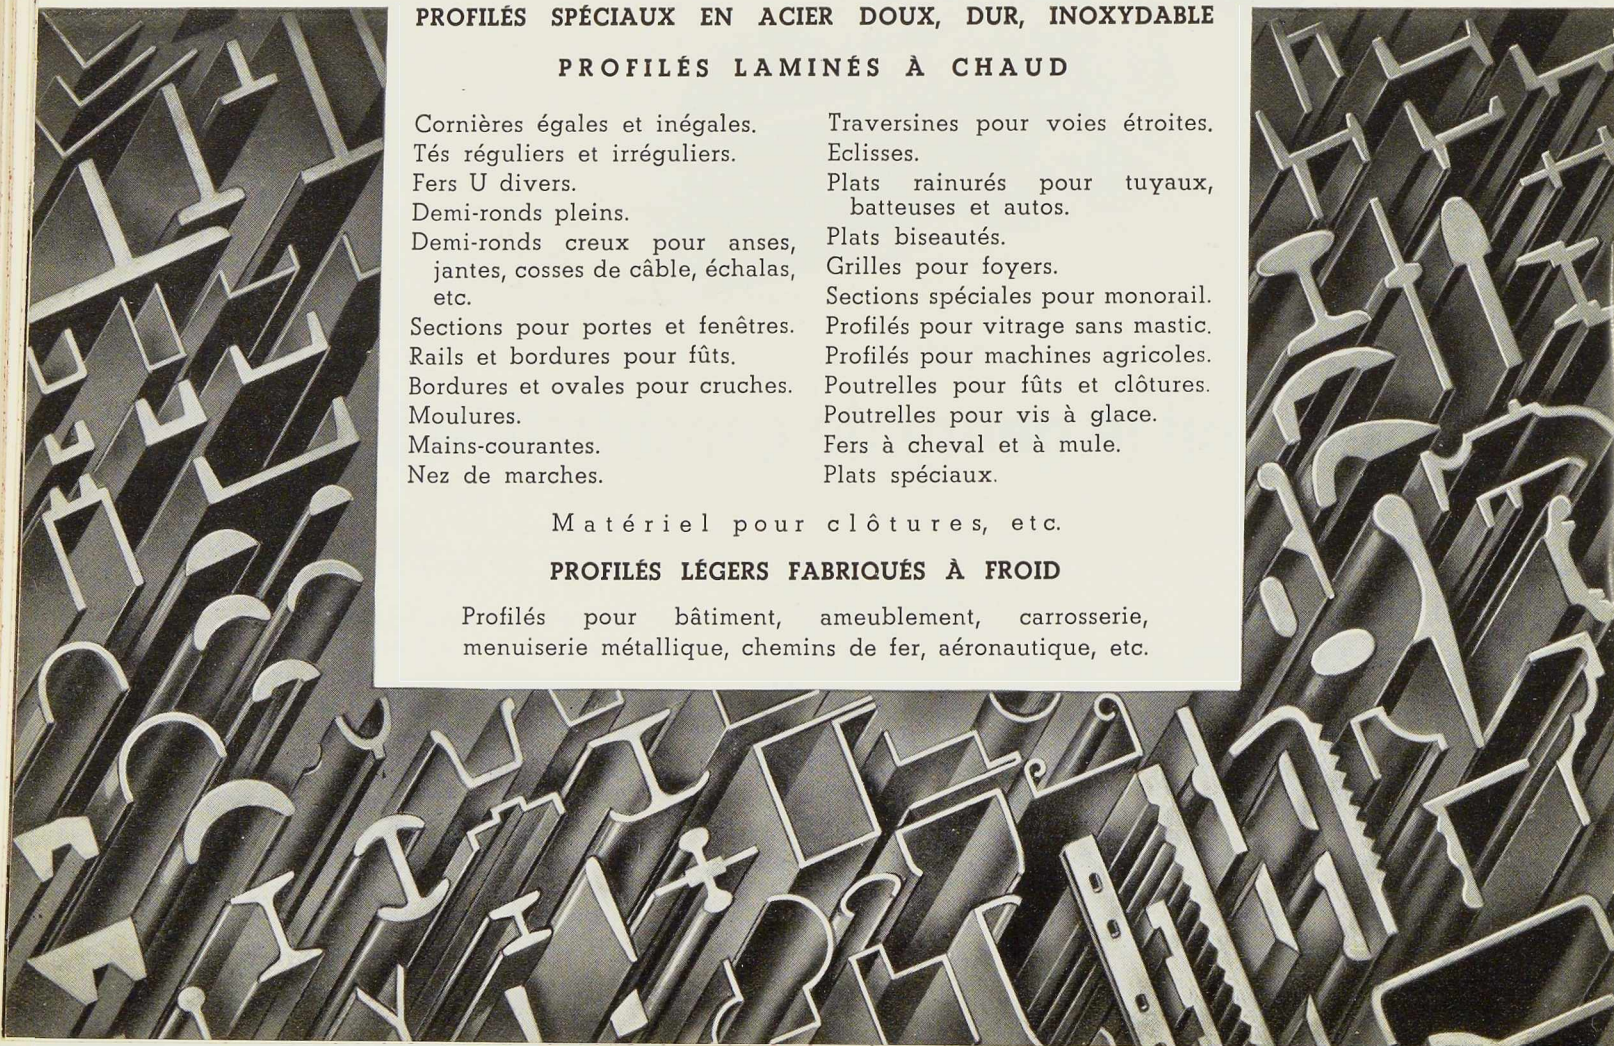 PROFILÉS SPÉCIAUX EN ACIER DOUX, DUR, INOXYDABLE
PROFILÉS LAMINÉS À CHAUD
Cornières égales et inégales.
Tés réguliers et irréguliers.
Fers U divers.
Demi-ronds pleins.
Demi-ronds creux pour anses,
jantes, cosses de câble, échalas,
etc.
Sections pour portes et fenêtres.
Rails et bordures pour fûts.
Bordures et ovales pour cruches.
Moulures.
Mains-courantes.
Nez de marches.
Traversines pour voies étroites.
Eclisses.
Plats rainurés pour tuyaux,
batteuses et autos.
Plats biseautés.
Grilles pour foyers.
Sections spéciales pour monorail.
Profilés pour vitrage sans mastic.
Profilés pour machines agricoles.
Poutrelles pour fûts et clôtures.
Poutrelles pour vis à glace.
Fers à cheval et à mule.
Plats spéciaux.
Matériel pour clôtures, etc.
PROFILÉS LÉGERS FABRIQUÉS À FROID
Profilés pour bâtiment, ameublement, carrosserie,
menuiserie métallique, chemins de fer, aéronautique, etc.